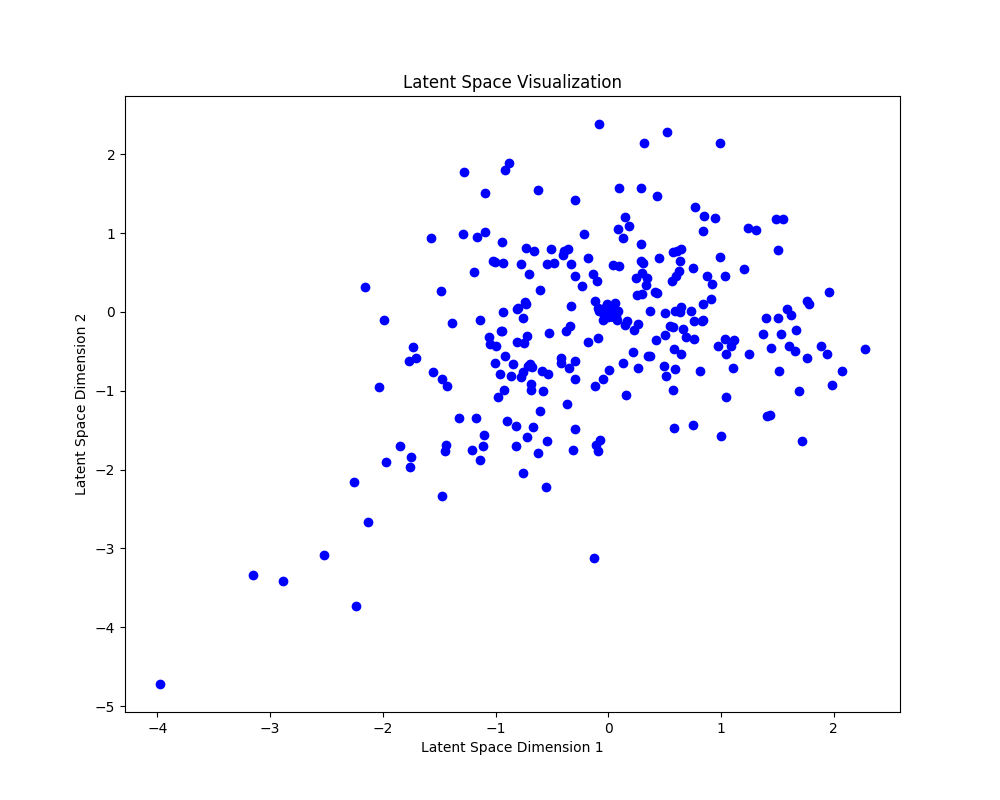 Latent Space Visualization
2
1
0
−1
−2
−3
−4
−5
Latent Space Dimension 2
−4 −3 −2 −1 0 1 2
Latent Space Dimension 1